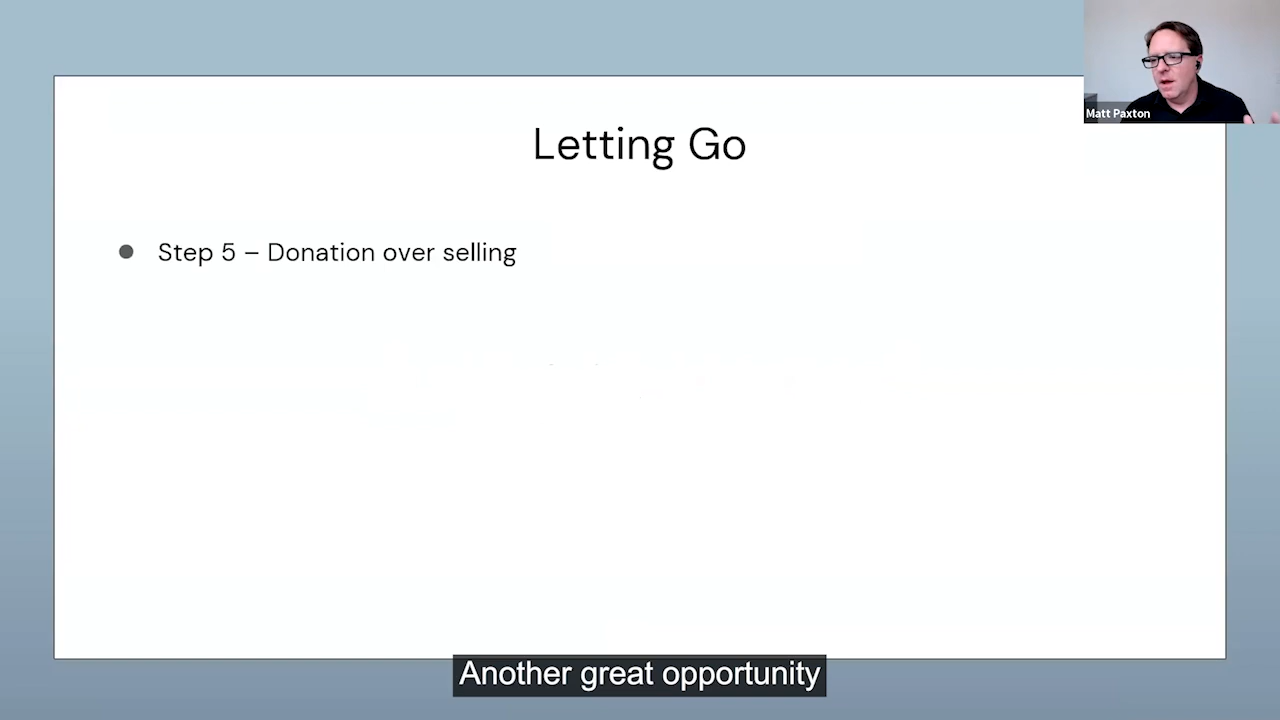 Matt Paxton
Letting Go
Step 5 – Donation over selling
Another great opportunity